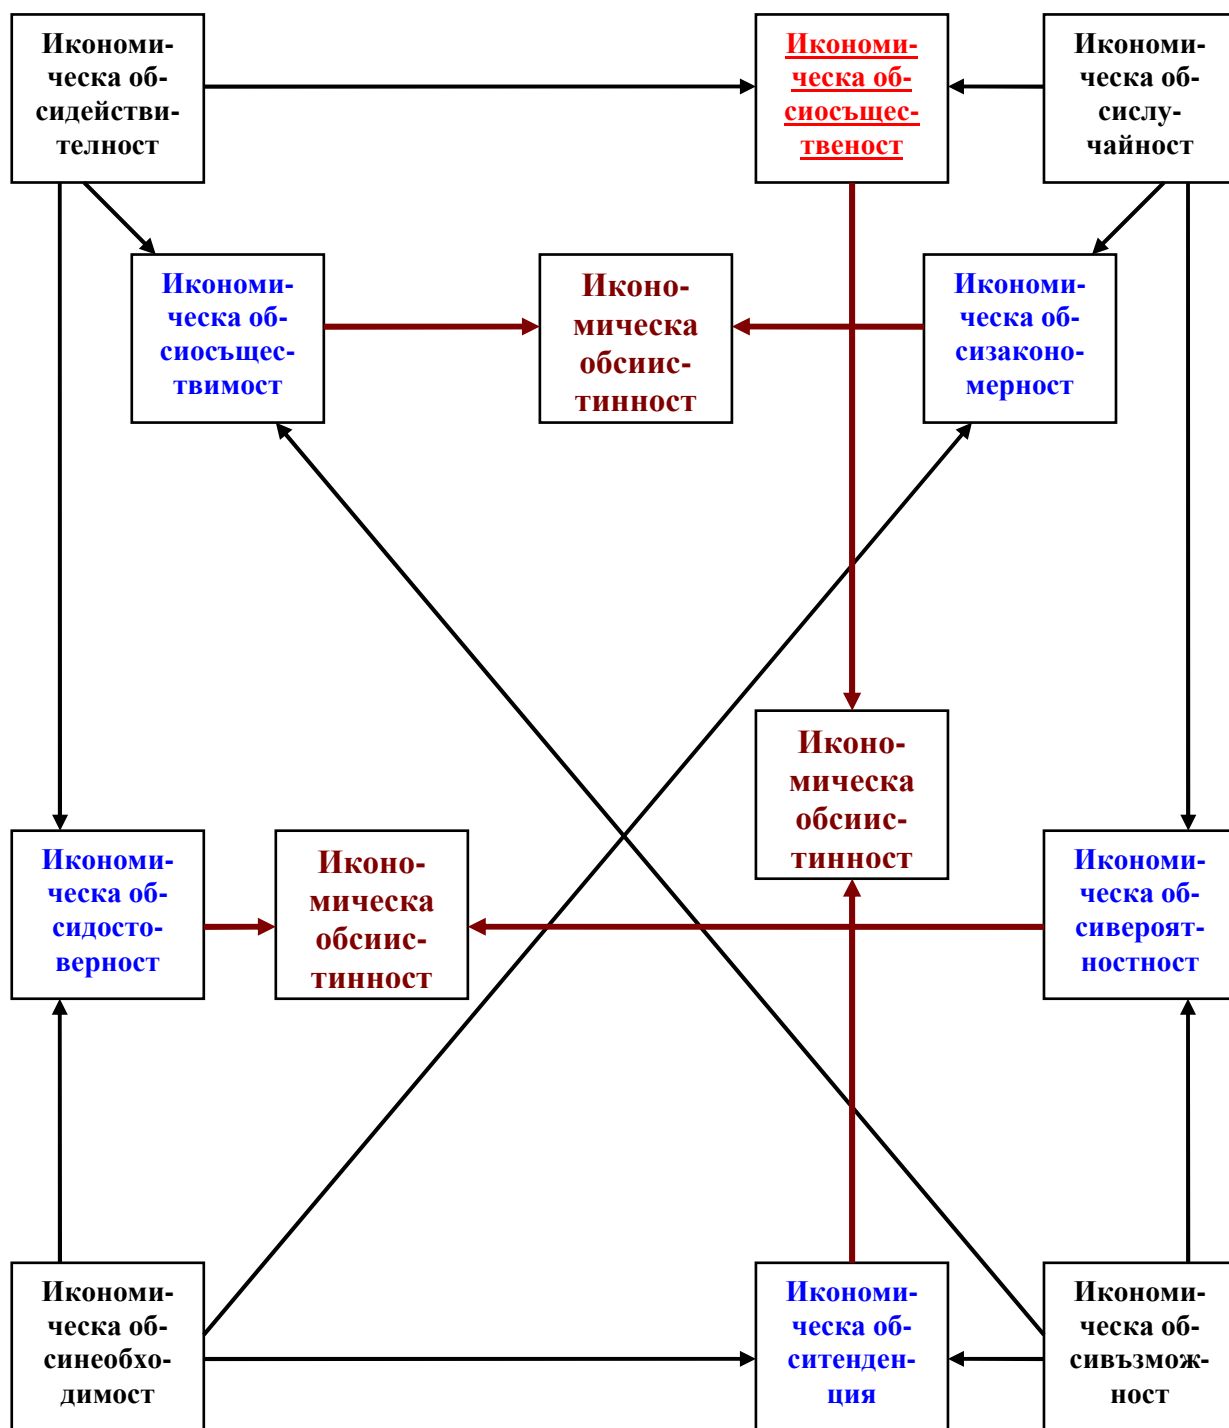 Икономи-
ческа об-
сидействи-
телност
Икономи-
ческа об-
сиосъщес-
твеност
Икономи-
ческа об-
сислу-
чайност
Икономи-
ческа об-
сиосъщес-
твимост
Иконо-
мическа
обсиис-
тинност
Икономи-
ческа об-
сизаконо-
мерност
Иконо-
мическа
обсиис-
тинност
Икономи-
ческа об-
сидосто-
верност
Иконо-
мическа
обсиис-
тинност
Икономи-
ческа об-
сивероят-
ностност
Икономи-
ческа об-
синеобхо-
димост
Икономи-
ческа об-
ситенден-
ция
Икономи-
ческа об-
сивъзмож-
ност